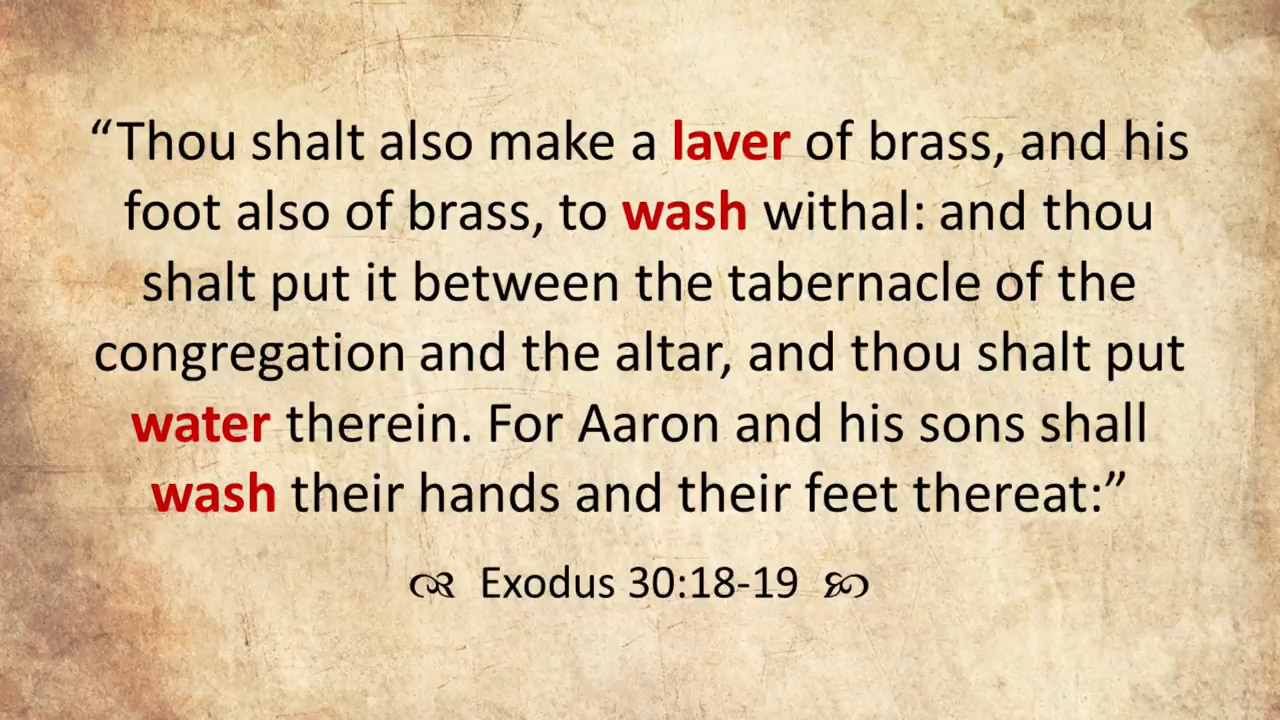 “Thou shalt also make a laver of brass, and his
foot also of brass, to wash withal: and thou
shalt put it between the tabernacle of the
congregation and the altar, and thou shalt put
water therein. For Aaron and his sons shall
wash their hands and their feet thereat:”
Exodus 30:18-19